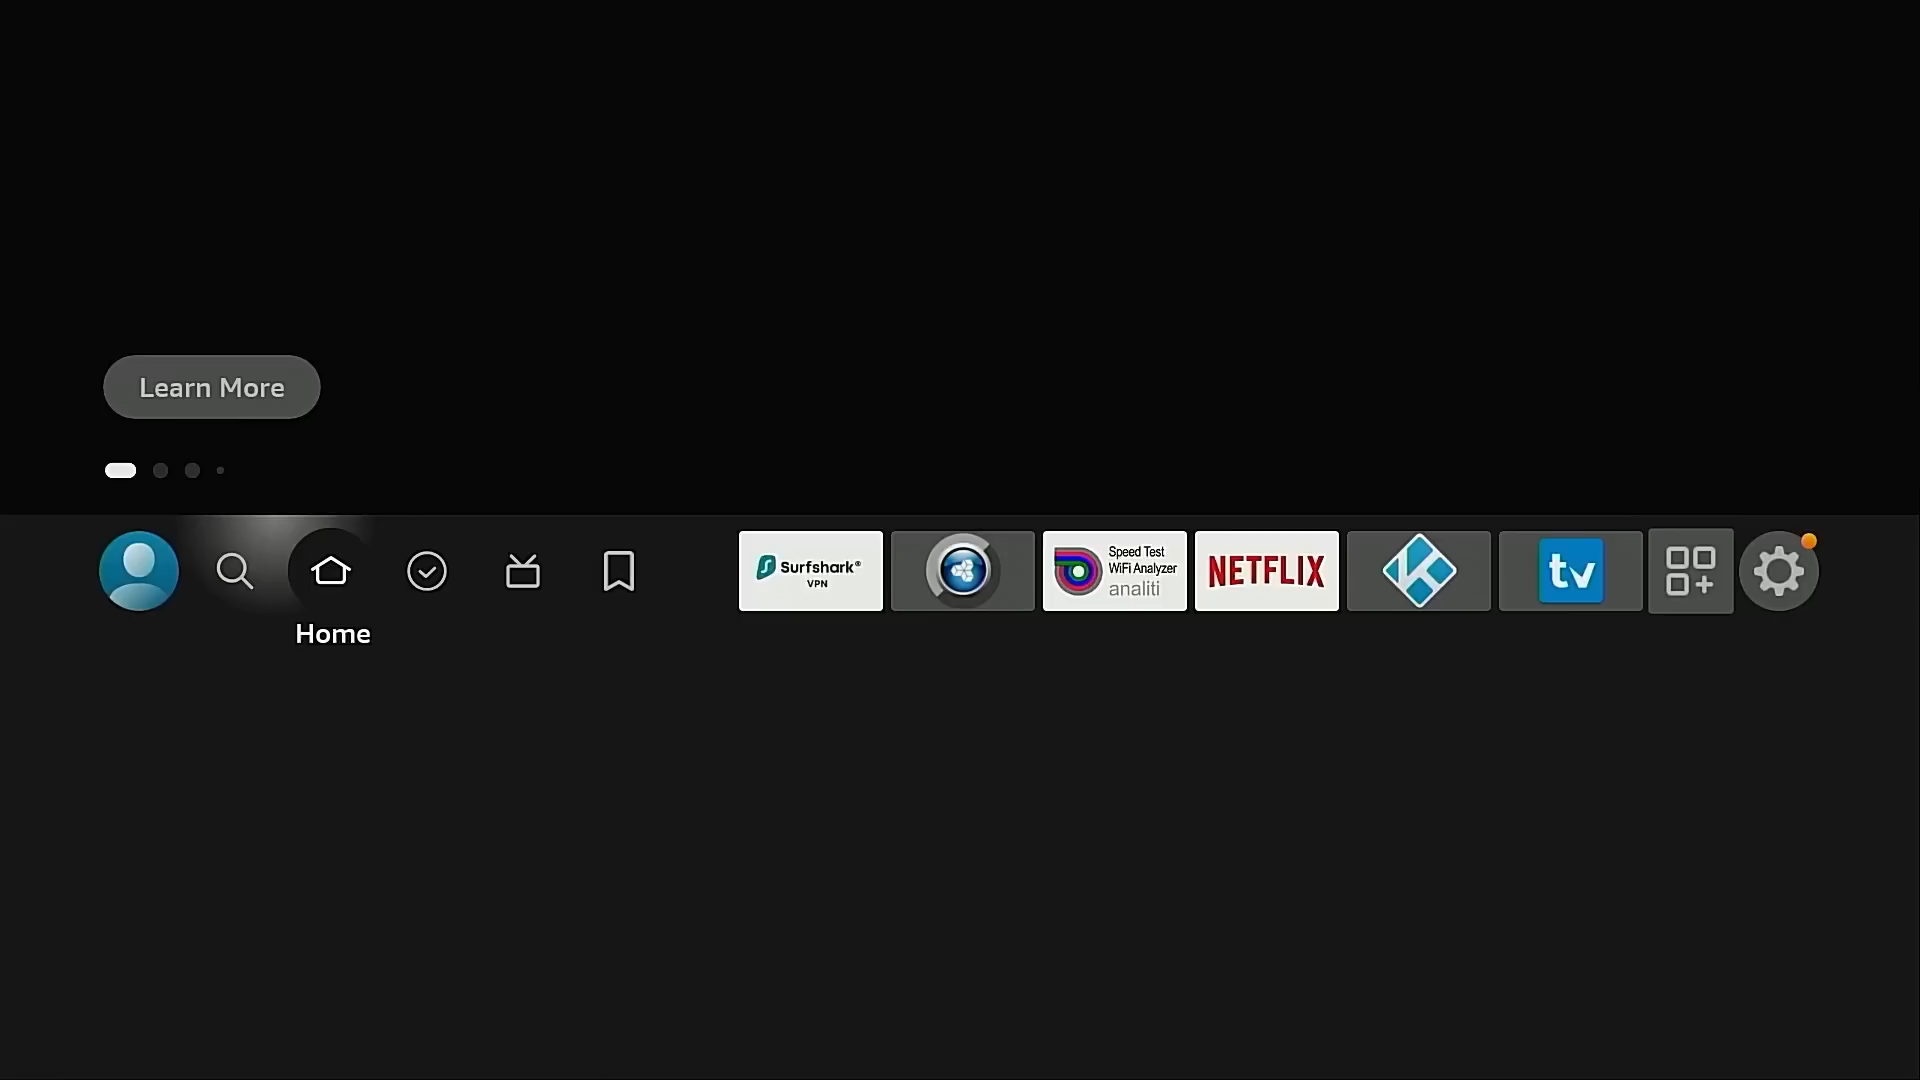 Learn More
Surfshark®
VPN
Speed Test
WiFi Analyzer
analiti
NETFLIX
tv
Home